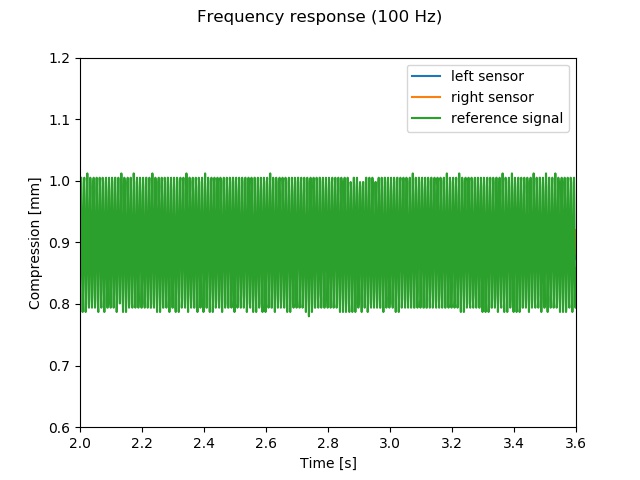 Frequency response (100 Hz)
left sensor
right sensor
reference signal
1.2
1.1
1.0
0.9
0.8
0.7
0.6
Compression [mm]
2.0 2.2 2.4 2.6 2.8 3.0 3.2 3.4 3.6
Time [s]